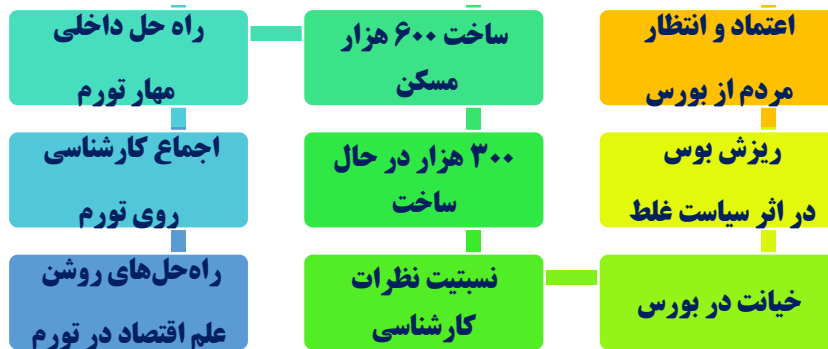 اعتماد و انتظار
مردم از بورس
ریزش بوس
در اثر سیاست غلط
خیانت در بورس
نسبتیت نظرات
کارشناسی
۳۰۰ هزار در حال
ساخت
ساخت ۶۰۰ هزار
مسکن
راه حل داخلی
مهار تورم
اجماع کارشناسی
روی تورم
راه‌حل‌های روشن
علم اقتصاد در تورم